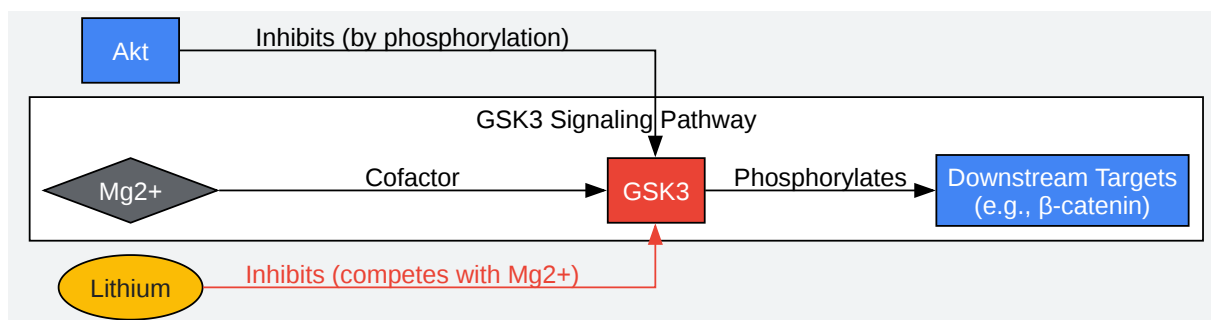 Inhibits (by phosphorylation)
Akt
GSK3 Signaling Pathway
Mg2+
Cofactor
GSK3
Phosphorylates
Downstream Targets
(e.g., β-catenin)
Lithium
Inhibits (competes with Mg2+)